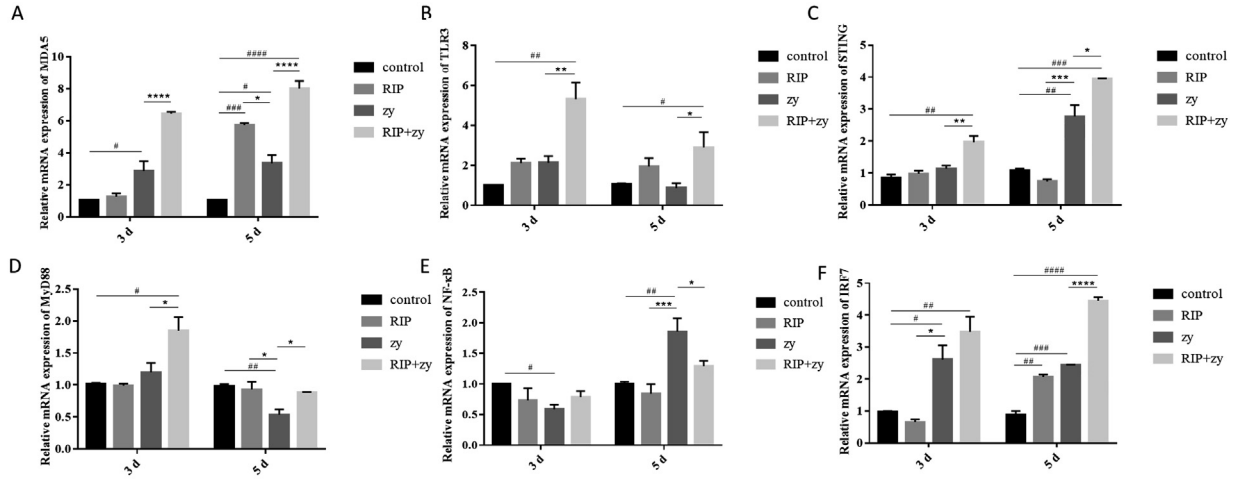 A
Relative mRNA expression of MDA5
10
8
6
4
2
0
#
****
###
#
*
####
****
3 d
5 d
control
RIP
zy
RIP+zy
B
Relative mRNA expression of TLR3
8
6
4
2
0
##
**
#
*
3 d
5 d
control
RIP
zy
RIP+zy
C
Relative mRNA expression of STING
5
4
3
2
1
0
##
**
###
*
***
##
3 d
5 d
control
RIP
zy
RIP+zy
D
Relative mRNA expression of MyD88
2.5
2.0
1.5
1.0
0.5
0.0
#
*
*
*
##
3 d
5 d
control
RIP
zy
RIP+zy
E
Relative mRNA expression of NF-κB
2.5
2.0
1.5
1.0
0.5
0.0
#
##
*
***
3 d
5 d
control
RIP
zy
RIP+zy
F
Relative mRNA expression of IRF7
5
4
3
2
1
0
##
#
*
####
****
###
##
3 d
5 d
control
RIP
zy
RIP+zy